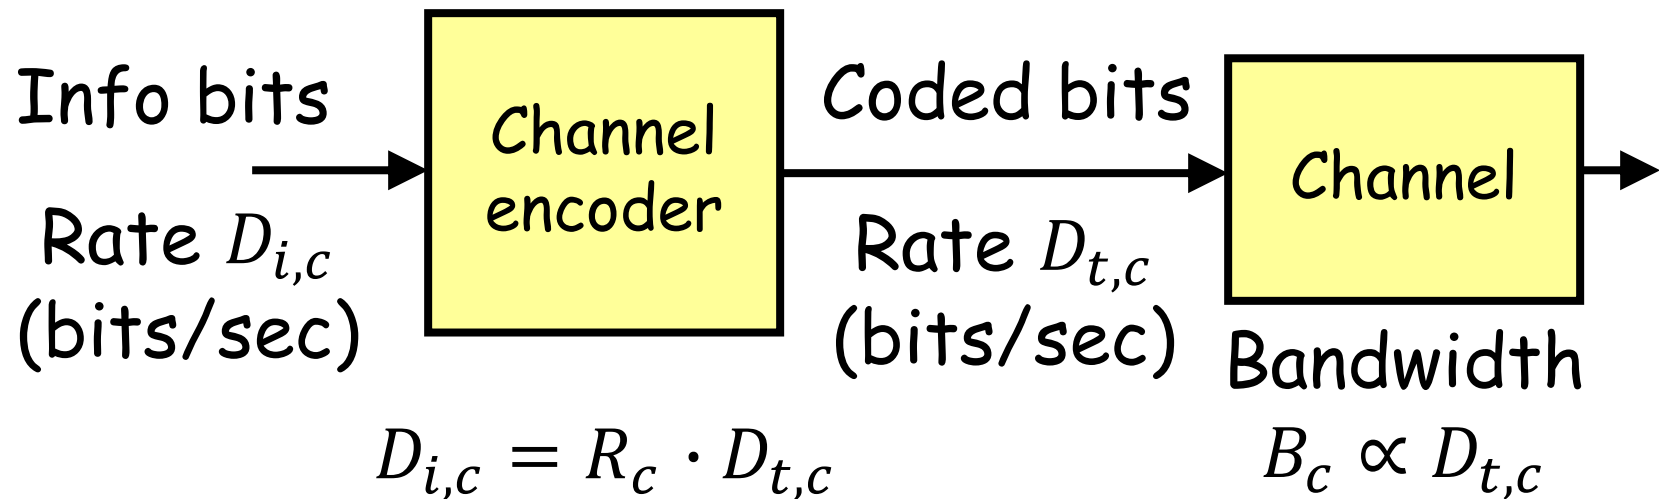 Info bits
Rate D_{i,c}
(bits/sec)
Channel
encoder
Coded bits
Rate D_{t,c}
(bits/sec)
Channel
Bandwidth
B_c ∝ D_{t,c}
D_{i,c} = R_c · D_{t,c}